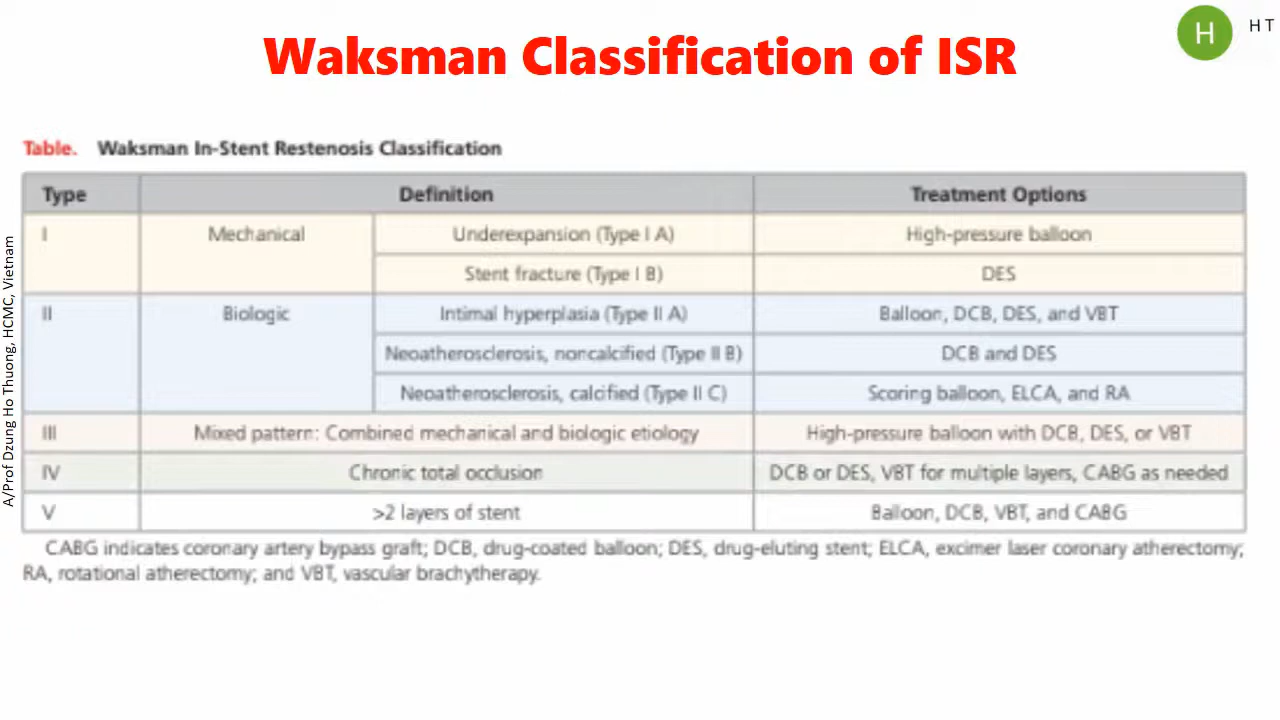 Waksman Classification of ISR
H
H T
Table. Waksman In-Stent Restenosis Classification
Type Definition Treatment Options
I Mechanical Underexpansion (Type I A) High-pressure balloon
Stent fracture (Type I B) DES
II Biologic Intimal hyperplasia (Type II A) Balloon, DCB, DES, and VBT
Neoatherosclerosis, noncalcified (Type II B) DCB and DES
Neoatherosclerosis, calcified (Type II C) Scoring balloon, ELCA, and RA
III Mixed pattern: Combined mechanical and biologic etiology High-pressure balloon with DCB, DES, or VBT
IV Chronic total occlusion DCB or DES, VBT for multiple layers, CABG as needed
V >2 layers of stent Balloon, DCB, VBT, and CABG
CABG indicates coronary artery bypass graft; DCB, drug-coated balloon; DES, drug-eluting stent; ELCA, excimer laser coronary atherectomy;
RA, rotational atherectomy; and VBT, vascular brachytherapy.
A/Prof Dzzung Ho Thuong, HCMC, Vietnam